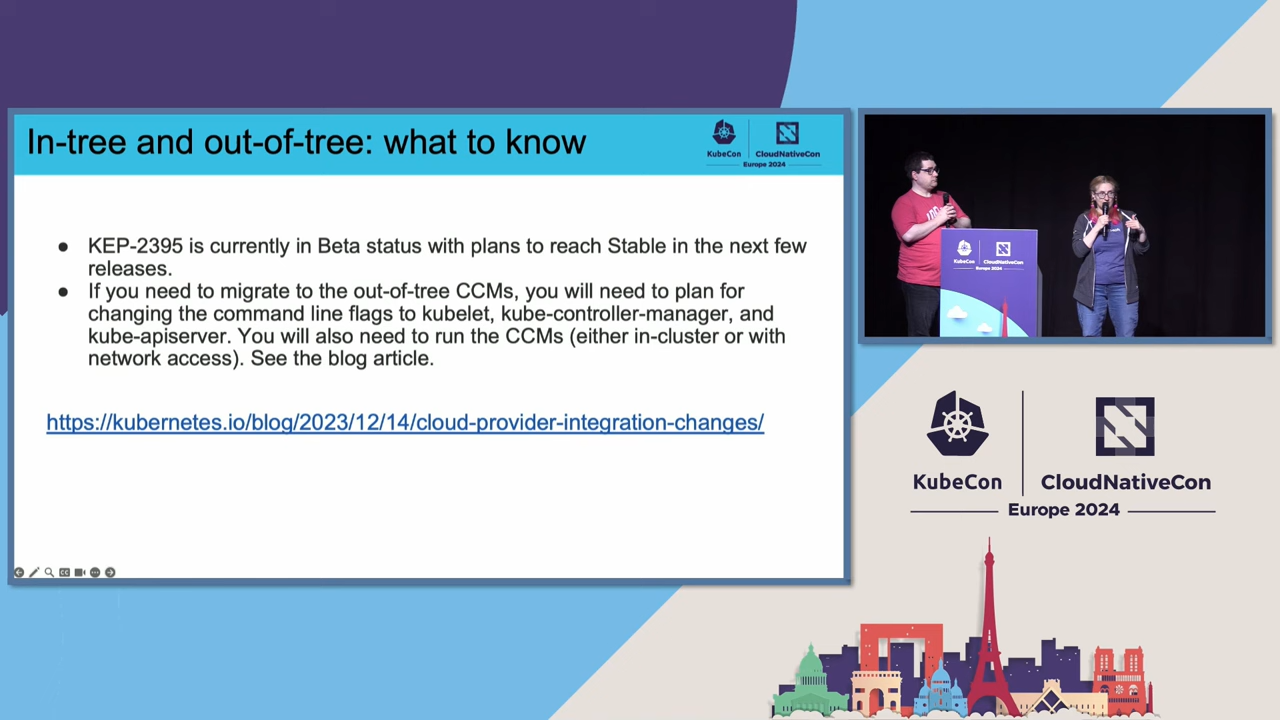 In-tree and out-of-tree: what to know
KubeCon
CloudNativeCon
Europe 2024
● KEP-2395 is currently in Beta status with plans to reach Stable in the next few
releases.
● If you need to migrate to the out-of-tree CCMs, you will need to plan for
changing the command line flags to kubelet, kube-controller-manager, and
kube-apiserver. You will also need to run the CCMs (either in-cluster or with
network access). See the blog article.
https://kubernetes.io/blog/2023/12/14/cloud-provider-integration-changes/
KubeCon
CloudNativeCon
Europe 2024
KubeCon
CloudNativeCon
Europe 2024